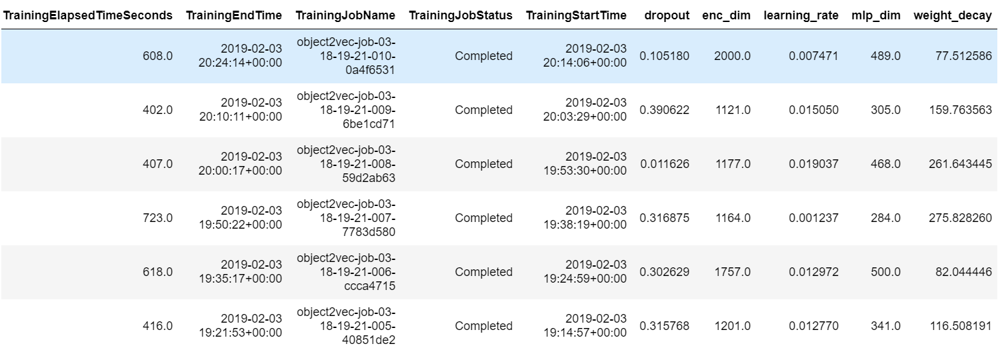 TrainingElapsedTimeSeconds TrainingEndTime TrainingJobName TrainingJobStatus TrainingStartTime dropout enc_dim learning_rate mlp_dim weight_decay
608.0 2019-02-03 20:24:14+00:00 object2vec-job-03-18-19-21-010-0a4f6531 Completed 2019-02-03 20:14:06+00:00 0.105180 2000.0 0.007471 489.0 77.512586
402.0 2019-02-03 20:10:11+00:00 object2vec-job-03-18-19-21-009-6be1cd71 Completed 2019-02-03 20:03:29+00:00 0.390622 1121.0 0.015050 305.0 159.763563
407.0 2019-02-03 20:00:17+00:00 object2vec-job-03-18-19-21-008-59d2ab63 Completed 2019-02-03 19:53:30+00:00 0.011626 1177.0 0.019037 468.0 261.643445
723.0 2019-02-03 19:50:22+00:00 object2vec-job-03-18-19-21-007-7783d580 Completed 2019-02-03 19:38:19+00:00 0.316875 1164.0 0.001237 284.0 275.828260
618.0 2019-02-03 19:35:17+00:00 object2vec-job-03-18-19-21-006-ccca4715 Completed 2019-02-03 19:24:59+00:00 0.302629 1757.0 0.012972 500.0 82.044446
416.0 2019-02-03 19:21:53+00:00 object2vec-job-03-18-19-21-005-40851de2 Completed 2019-02-03 19:14:57+00:00 0.315768 1201.0 0.012770 341.0 116.508191